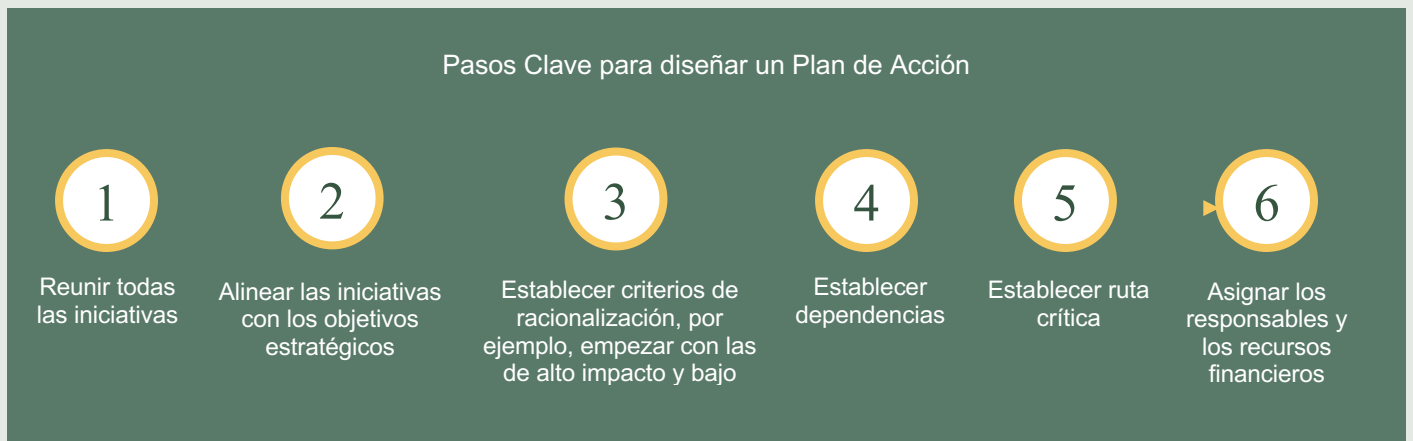 Pasos Clave para diseñar un Plan de Acción
1
Reunir todas
las iniciativas
2
Alinear las iniciativas
con los objetivos
estratégicos
3
Establecer criterios de
racionalización, por
ejemplo, empezar con las
de alto impacto y bajo
4
Establecer
dependencias
5
Establecer ruta
crítica
6
Asignar los
responsables y
los recursos
financieros